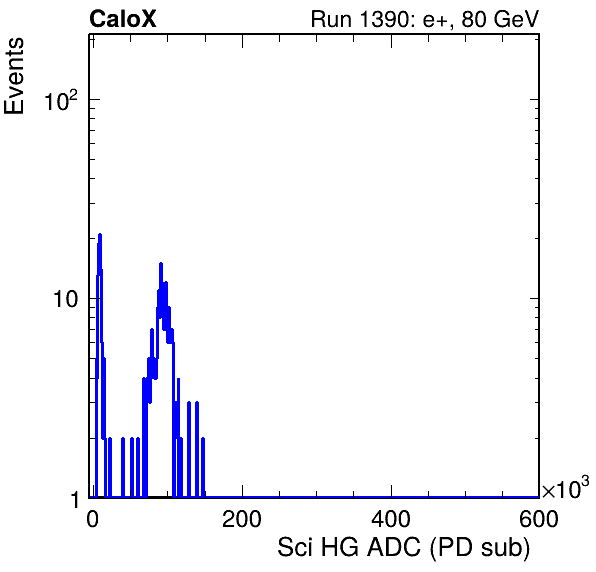 CaloX Run 1390: e+, 80 GeV
Events
10²
10
1
0 200 400 600
×10³
Sci HG ADC (PD sub)